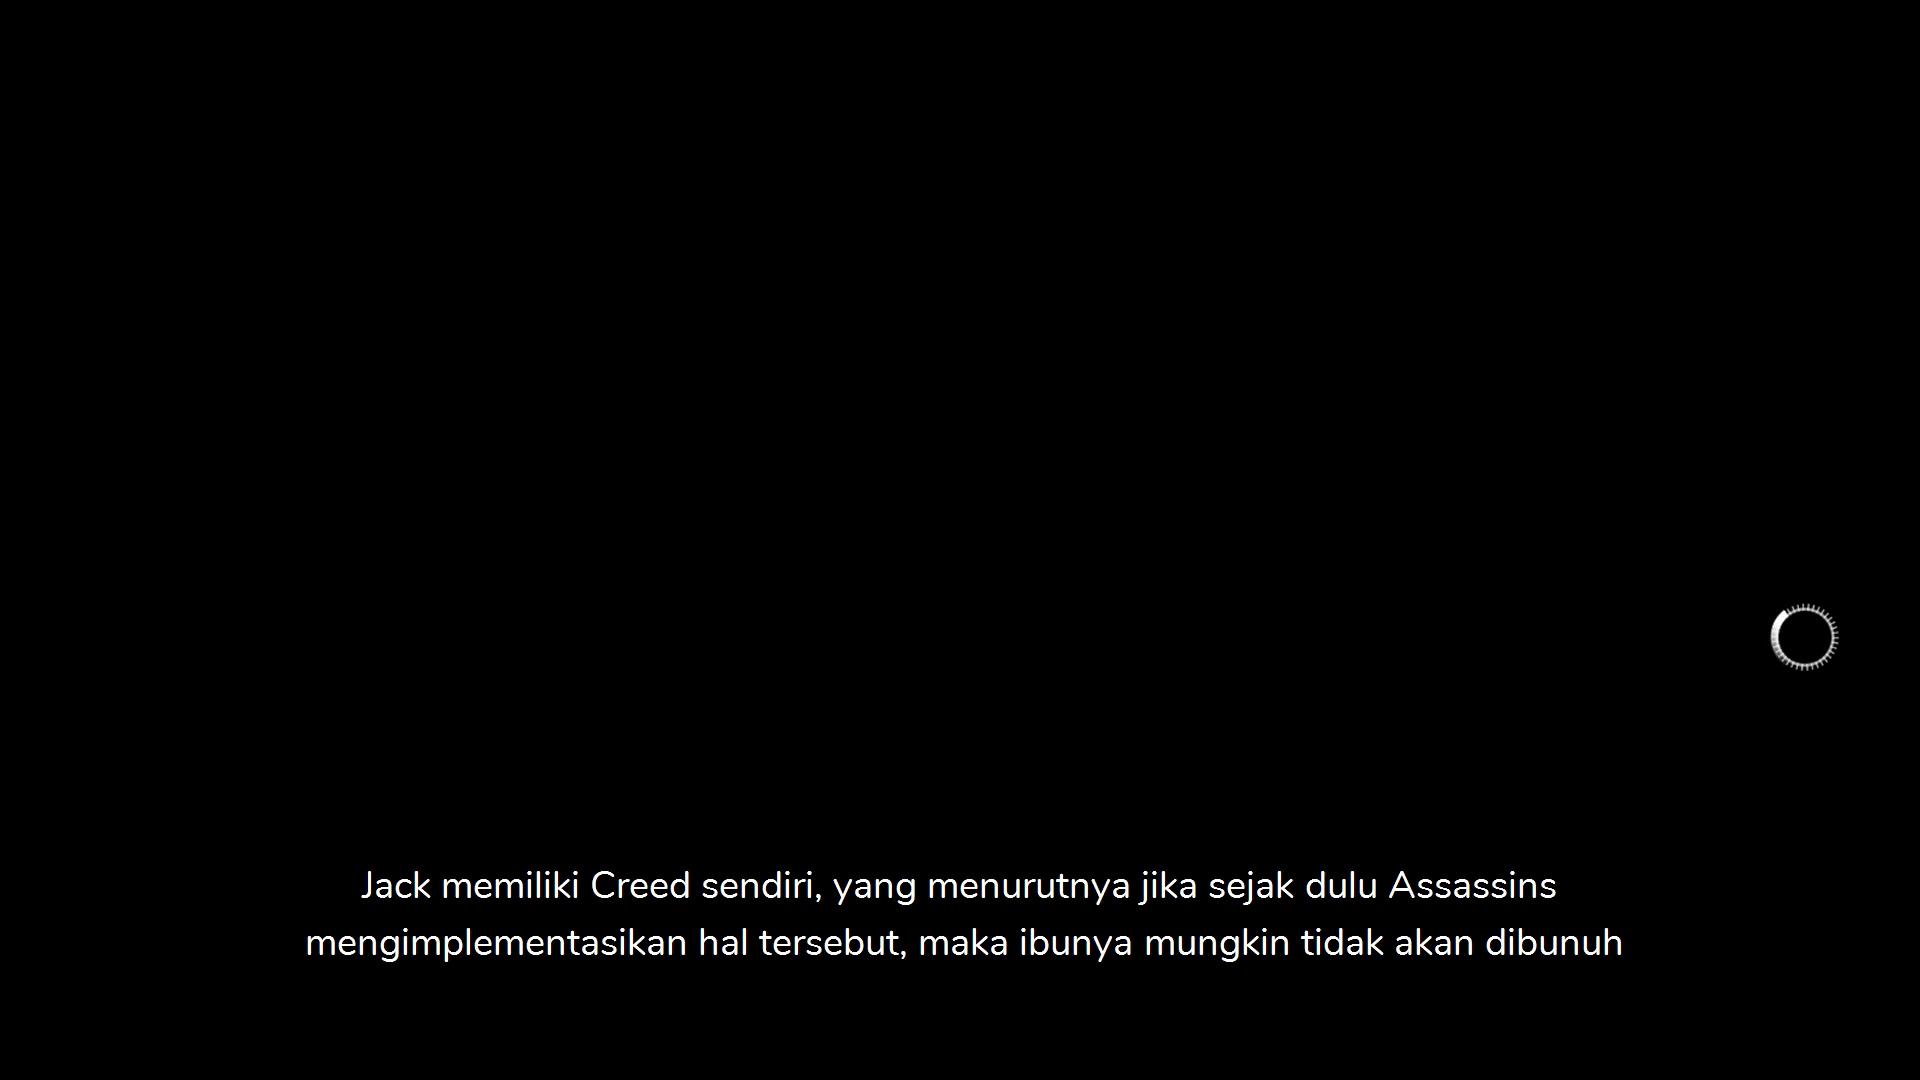 Jack memiliki Creed sendiri, yang menurutnya jika sejak dulu Assassins
mengimplementasikan hal tersebut, maka ibunya mungkin tidak akan dibunuh